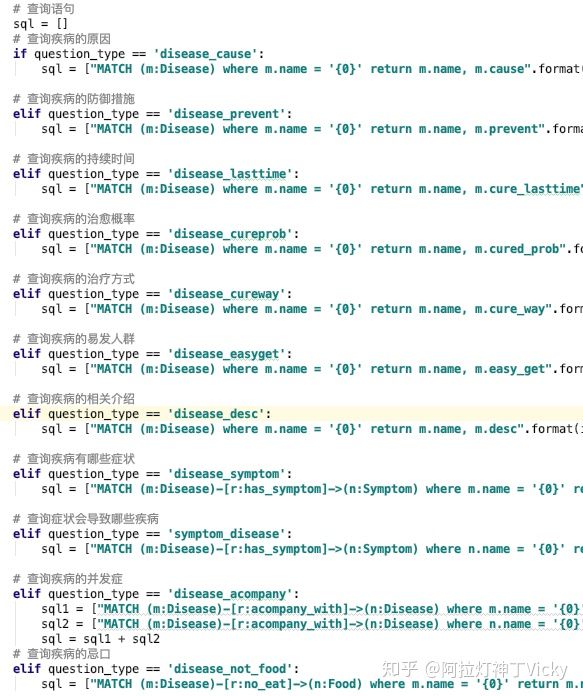 # 查询语句
sql = []
# 查询疾病的原因
if question_type == 'disease_cause':
sql = ["MATCH (m:Disease) where m.name = '{0}' return m.name, m.cause".format(
# 查询疾病的防御措施
elif question_type == 'disease_prevent':
sql = ["MATCH (m:Disease) where m.name = '{0}' return m.name, m.prevent".forma
# 查询疾病的持续时间
elif question_type == 'disease_lasttime':
sql = ["MATCH (m:Disease) where m.name = '{0}' return m.name, m.cure_lasttime"
# 查询疾病的治愈概率
elif question_type == 'disease_cureprob':
sql = ["MATCH (m:Disease) where m.name = '{0}' return m.name, m.cured_prob".fo
# 查询疾病的治疗方式
elif question_type == 'disease_cureway':
sql = ["MATCH (m:Disease) where m.name = '{0}' return m.name, m.cure_way".form
# 查询疾病的易发人群
elif question_type == 'disease_easyget':
sql = ["MATCH (m:Disease) where m.name = '{0}' return m.name, m.easy_get".form
# 查询疾病的相关介绍
elif question_type == 'disease_desc':
sql = ["MATCH (m:Disease) where m.name = '{0}' return m.name, m.desc".format(i
# 查询疾病有哪些症状
elif question_type == 'disease_symptom':
sql = ["MATCH (m:Disease)-[r:has_symptom]->(n:Symptom) where m.name = '{0}' re
# 查询症状会导致哪些疾病
elif question_type == 'symptom_disease':
sql = ["MATCH (m:Disease)-[r:has_symptom]->(n:Symptom) where n.name = '{0}' re
# 查询疾病的并发症
elif question_type == 'disease_acompany':
sql1 = ["MATCH (m:Disease)-[r:acompany_with]->(n:Disease) where m.name = '{0}
sql2 = ["MATCH (m:Disease)-[r:acompany_with]->(n:Disease) where n.name = '{0}
sql = sql1 + sql2
# 查询疾病的忌口
elif question_type == 'disease_not_food':
sql = ["MATCH (m:Disease)-[r:no_eat]->(n:Food) where m.name = '{0}' return m.n
知乎 @阿拉灯神丁Vicky